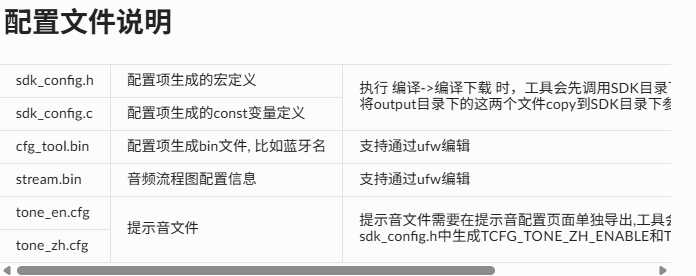 配置文件说明
sdk_config.h
配置项生成的宏定义
执行 编译->编译下载 时，工具会先调用SDK目录
将output目录下的这两个文件copy到SDK目录下
sdk_config.c
配置项生成的const变量定义
cfg_tool.bin
配置项生成bin文件, 比如蓝牙名
支持通过ufw编辑
stream.bin
音频流程图配置信息
支持通过ufw编辑
tone_en.cfg
提示音文件
提示音文件需要在提示音配置页面单独导出,工具
sdk_config.h中生成TCFG_TONE_ZH_ENABLE和T
tone_zh.cfg